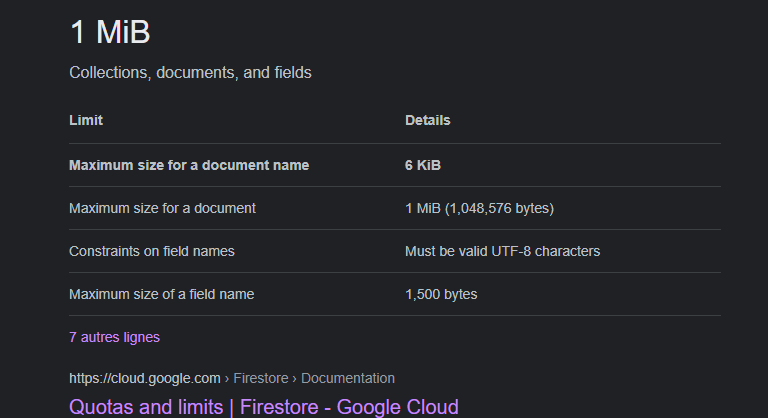 1 MiB
Collections, documents, and fields
Limit Details
Maximum size for a document name 6 KiB
Maximum size for a document 1 MiB (1,048,576 bytes)
Constraints on field names Must be valid UTF-8 characters
Maximum size of a field name 1,500 bytes
7 autres lignes
https://cloud.google.com › Firestore › Documentation
Quotas and limits | Firestore - Google Cloud